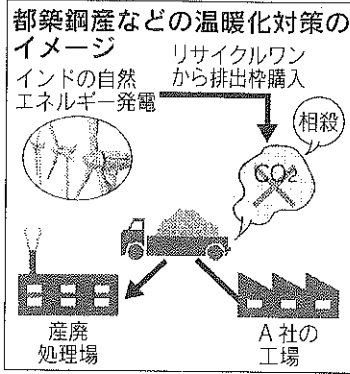 都築鋼産などの温暖化対策の
イメージ
リサイクルワン
から排出枠購入
インドの自然
エネルギー発電
相殺
CO2
産廃
処理場
A社の
工場